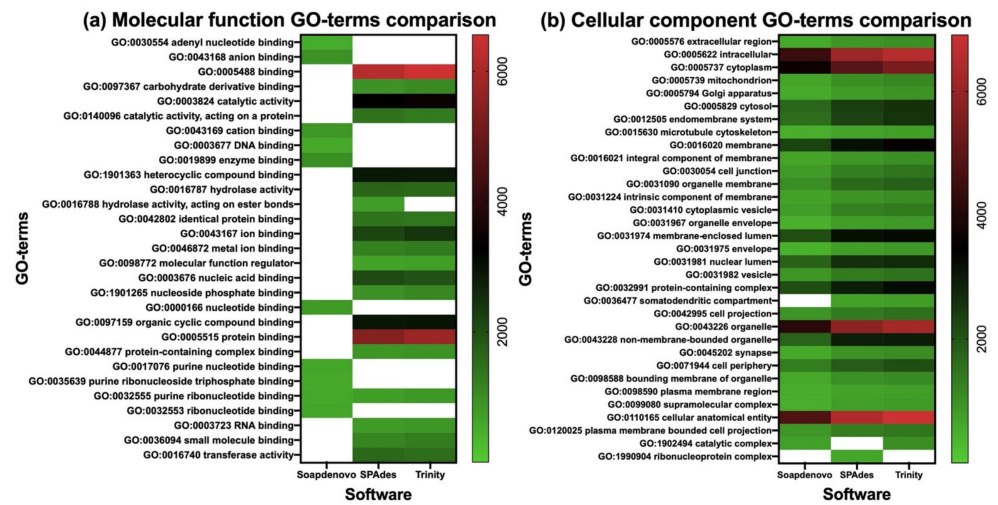 (a) Molecular function GO-terms comparison
GO-terms
GO:0030554 adenyl nucleotide binding
GO:0043168 anion binding
GO:0005488 binding
GO:0097367 carbohydrate derivative binding
GO:0003824 catalytic activity
GO:0140096 catalytic activity, acting on a protein
GO:0043169 cation binding
GO:0003677 DNA binding
GO:0019899 enzyme binding
GO:1901363 heterocyclic compound binding
GO:0016787 hydrolase activity
GO:0016788 hydrolase activity, acting on ester bonds
GO:0042802 identical protein binding
GO:0043167 ion binding
GO:0046872 metal ion binding
GO:0098772 molecular function regulator
GO:0003676 nucleic acid binding
GO:1901265 nucleoside phosphate binding
GO:0000166 nucleotide binding
GO:0097159 organic cyclic compound binding
GO:0005515 protein binding
GO:0044877 protein-containing complex binding
GO:0017076 purine nucleotide binding
GO:0035639 purine ribonucleoside triphosphate binding
GO:0032555 purine ribonucleotide binding
GO:0032553 ribonucleotide binding
GO:0003723 RNA binding
GO:0036094 small molecule binding
GO:0016740 transferase activity
Soapdenovo SPAdes Trinity
Software
6000
4000
2000
(b) Cellular component GO-terms comparison
GO-terms
GO:0005576 extracellular region
GO:0005622 intracellular
GO:0005737 cytoplasm
GO:0005739 mitochondrion
GO:0005794 Golgi apparatus
GO:0005829 cytosol
GO:0012505 endomembrane system
GO:0015630 microtubule cytoskeleton
GO:0016020 membrane
GO:0016021 integral component of membrane
GO:0030054 cell junction
GO:0031090 organelle membrane
GO:0031224 intrinsic component of membrane
GO:0031410 cytoplasmic vesicle
GO:0031967 organelle envelope
GO:0031974 membrane-enclosed lumen
GO:0031975 envelope
GO:0031981 nuclear lumen
GO:0031982 vesicle
GO:0032991 protein-containing complex
GO:0036477 somatodendritic compartment
GO:0042995 cell projection
GO:0043226 organelle
GO:0043228 non-membrane-bounded organelle
GO:0045202 synapse
GO:0071944 cell periphery
GO:0098588 bounding membrane of organelle
GO:0098590 plasma membrane region
GO:0099080 supramolecular complex
GO:0110165 cellular anatomical entity
GO:0120025 plasma membrane bounded cell projection
GO:1902494 catalytic complex
GO:1990904 ribonucleoprotein complex
Soapdenovo SPAdes Trinity
Software
6000
4000
2000